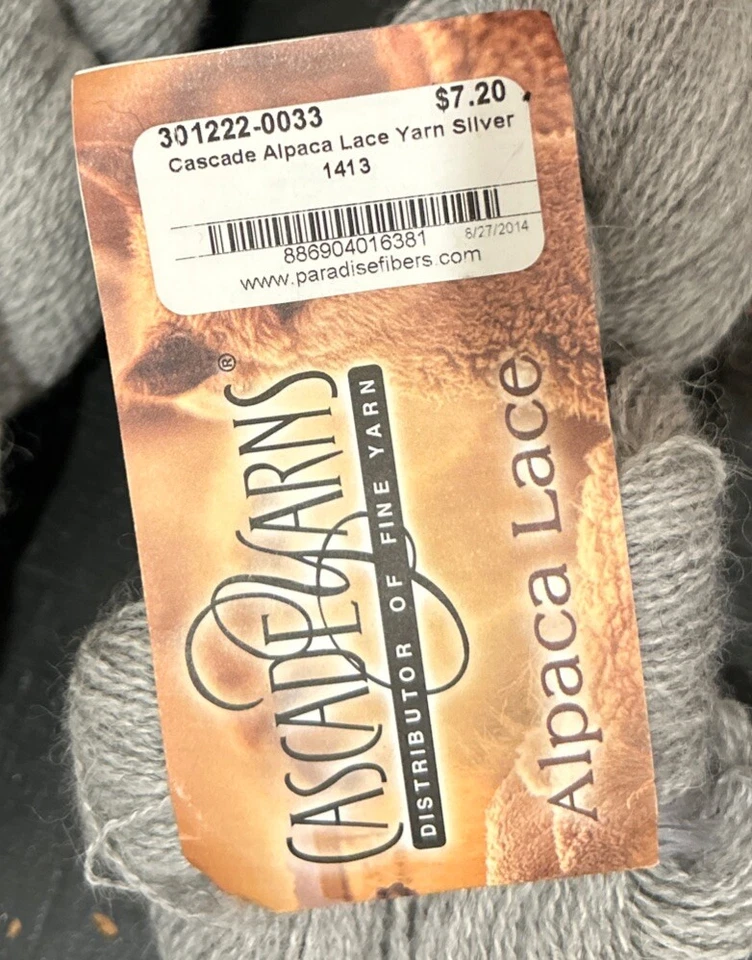 301222-0033 $7.20
Cascade Alpaca Lace Yarn Silver
1413
886904016381 8/27/2014
www.paradisefibers.com
CASCADE YARNS®
DISTRIBUTOR OF FINE YARN
Alpaca Lace